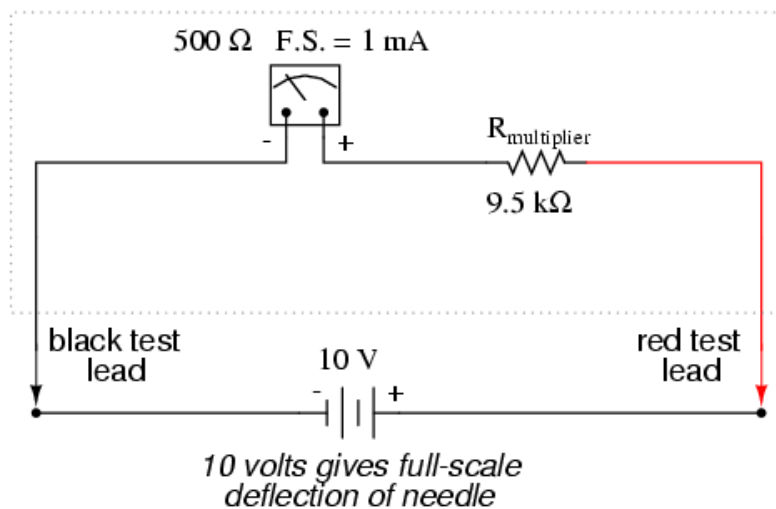 500 Ω F.S. = 1 mA
- +
R multiplier
9.5 kΩ
black test
lead
red test
lead
10 V
- +
10 volts gives full-scale
deflection of needle